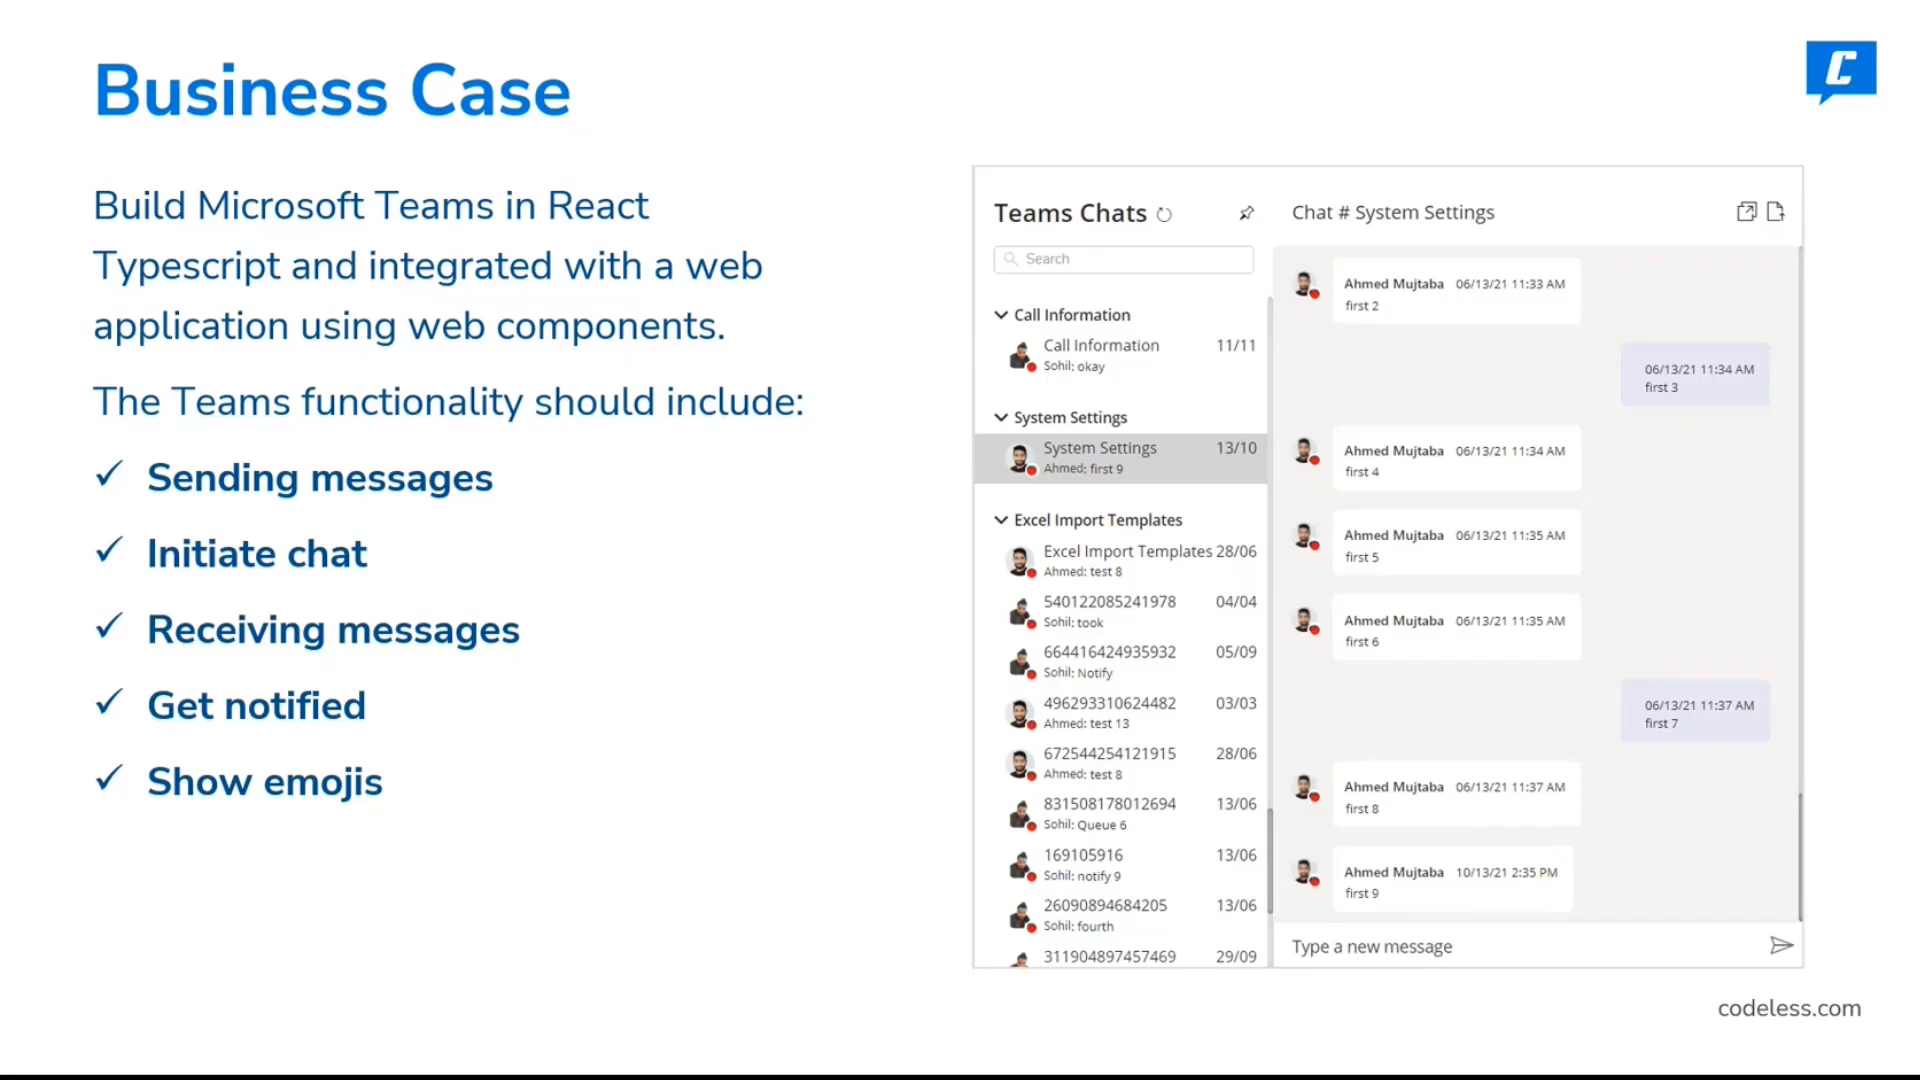 Business Case
Build Microsoft Teams in React
Typescript and integrated with a web
application using web components.
The Teams functionality should include:
✓ Sending messages
✓ Initiate chat
✓ Receiving messages
✓ Get notified
✓ Show emojis
C
Teams Chats
Search
Call Information
Call Information 11/11
Sohil: okay
System Settings
System Settings 13/10
Ahmed: first 9
Excel Import Templates
Excel Import Templates 28/06
Ahmed: test 8
540122085241978 04/04
Sohil: took
664416424935932 05/09
Sohil: Notify
496293310624482 03/03
Ahmed: test 13
672544254121915 28/06
Ahmed: test 8
831508178012694 13/06
Sohil: Queue 6
169105916 13/06
Sohil: notify 9
26090894684205 13/06
Sohil: fourth
311904897457469 29/09
Chat # System Settings
Ahmed Mujtaba 06/13/21 11:33 AM
first 2
06/13/21 11:34 AM
first 3
Ahmed Mujtaba 06/13/21 11:34 AM
first 4
Ahmed Mujtaba 06/13/21 11:35 AM
first 5
Ahmed Mujtaba 06/13/21 11:35 AM
first 6
06/13/21 11:37 AM
first 7
Ahmed Mujtaba 06/13/21 11:37 AM
first 8
Ahmed Mujtaba 10/13/21 2:35 PM
first 9
Type a new message
codeless.com